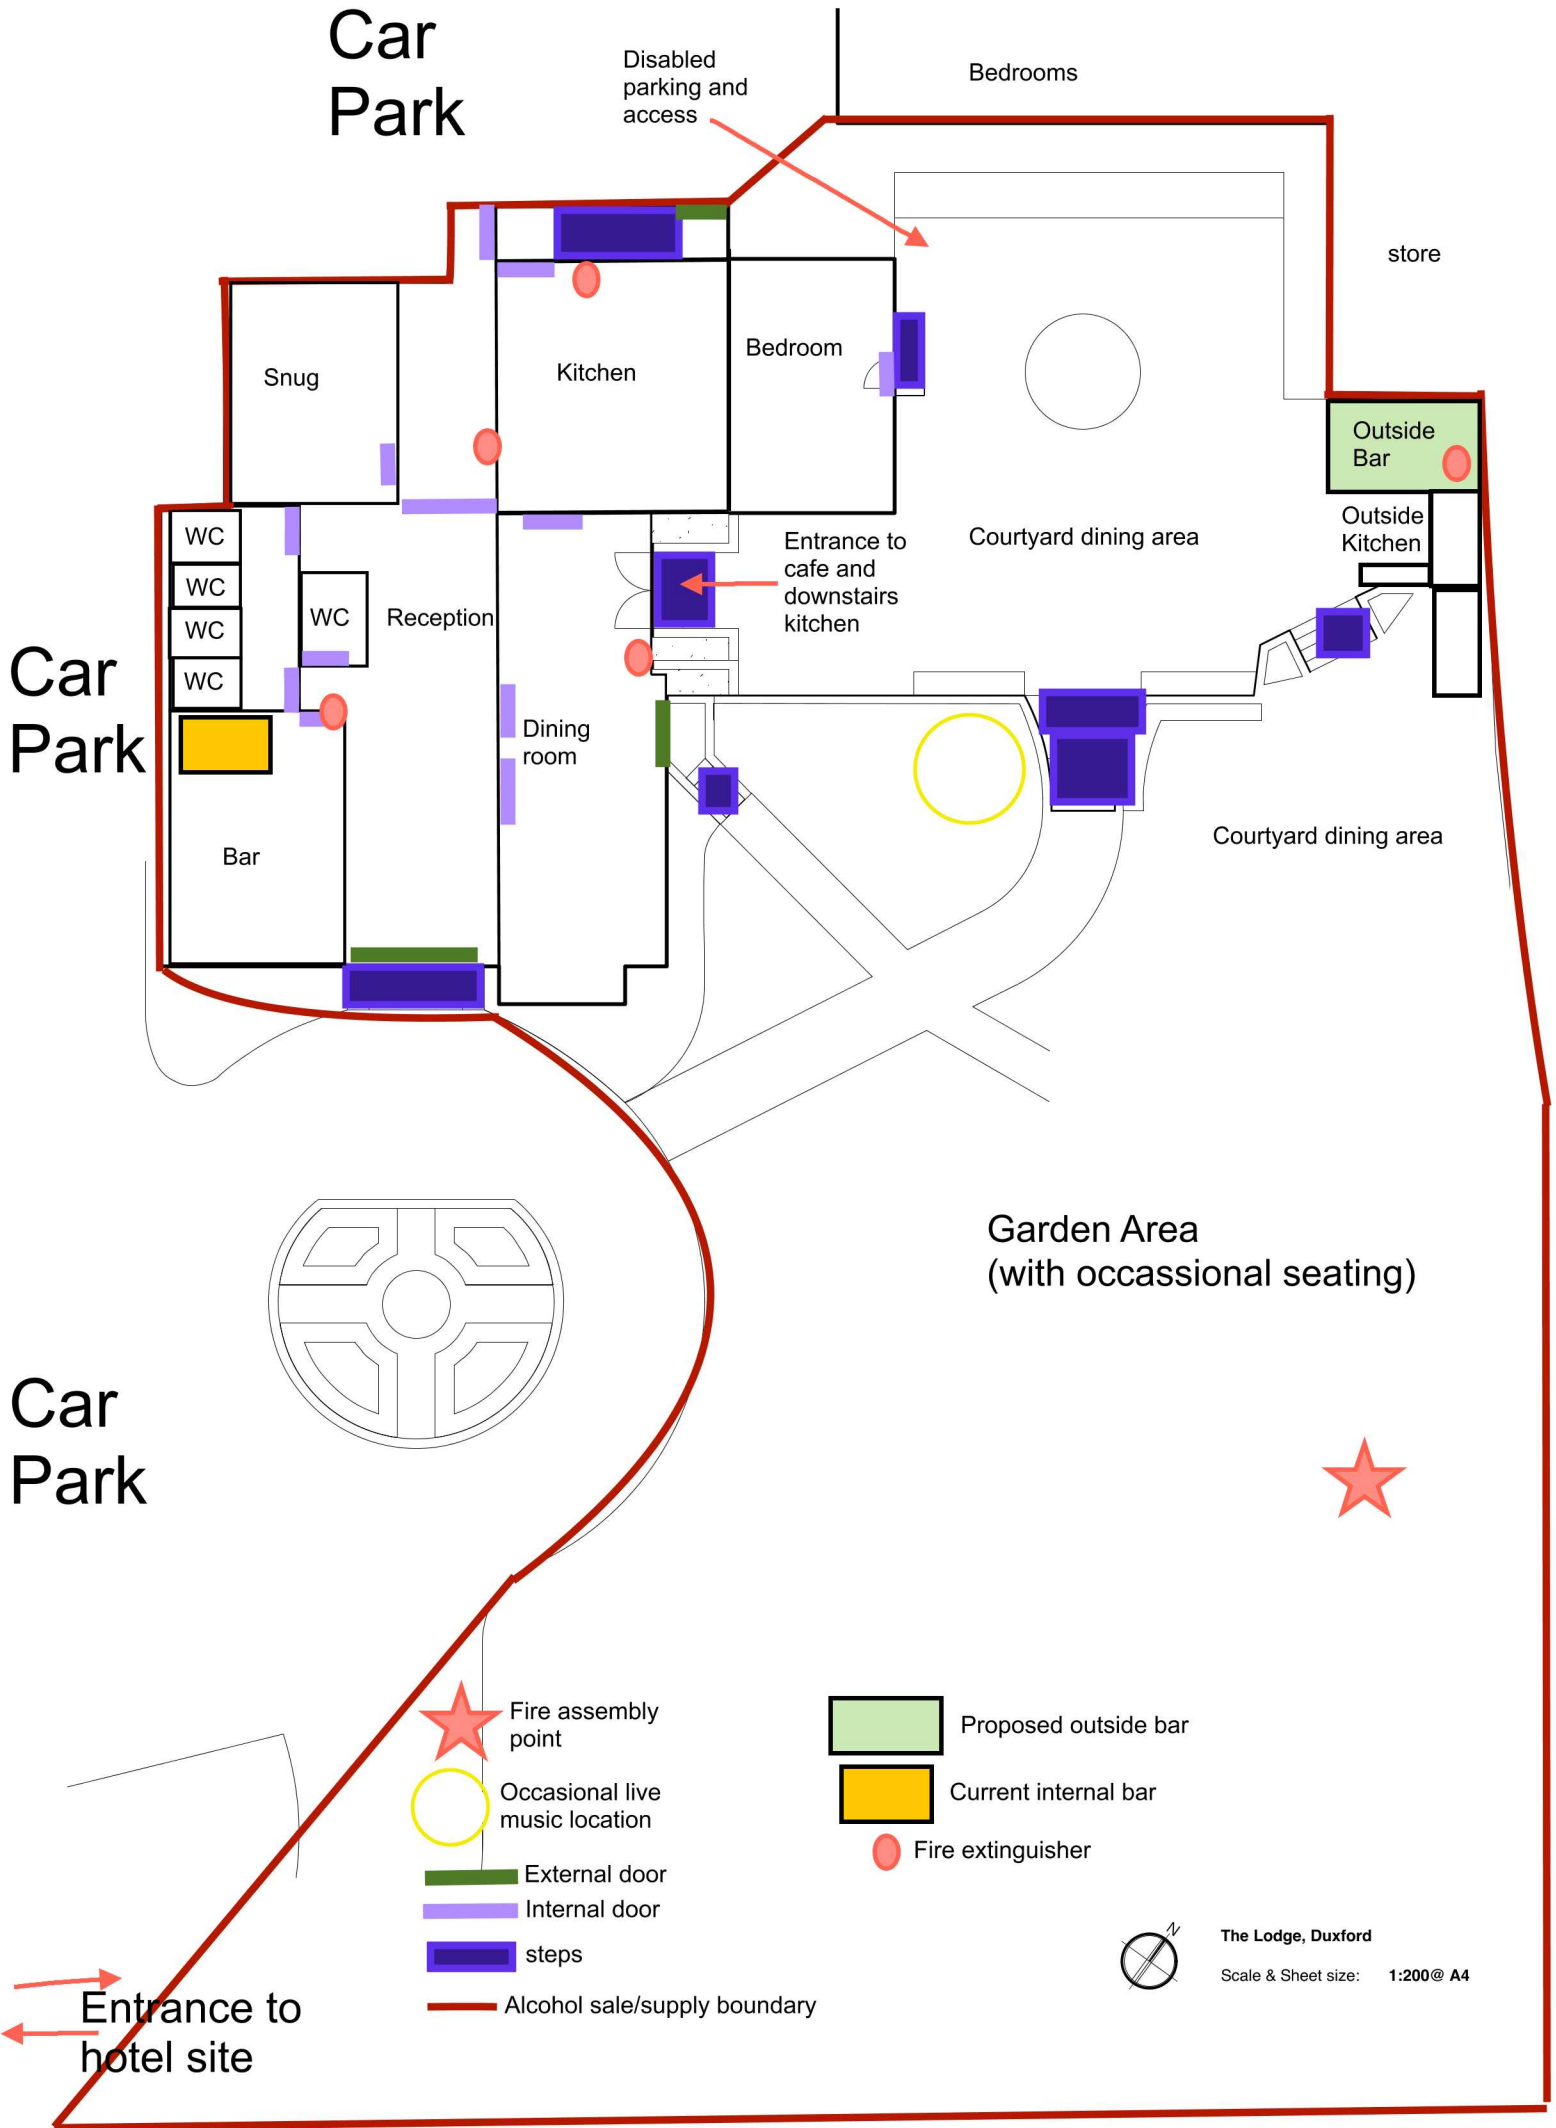 Car
Park
Disabled
parking and
access
Bedrooms
store
Snug
Kitchen
Bedroom
Outside
Bar
Outside
Kitchen
Courtyard dining area
Entrance to
cafe and
downstairs
kitchen
WC
WC
WC
WC
WC
Reception
Car
Park
Dining
room
Bar
Courtyard dining area
Garden Area
(with occassional seating)
Car
Park
Fire assembly
point
Occasional live
music location
External door
Internal door
steps
Alcohol sale/supply boundary
Proposed outside bar
Current internal bar
Fire extinguisher
N
The Lodge, Duxford
Scale & Sheet size: 1:200@ A4
Entrance to
hotel site